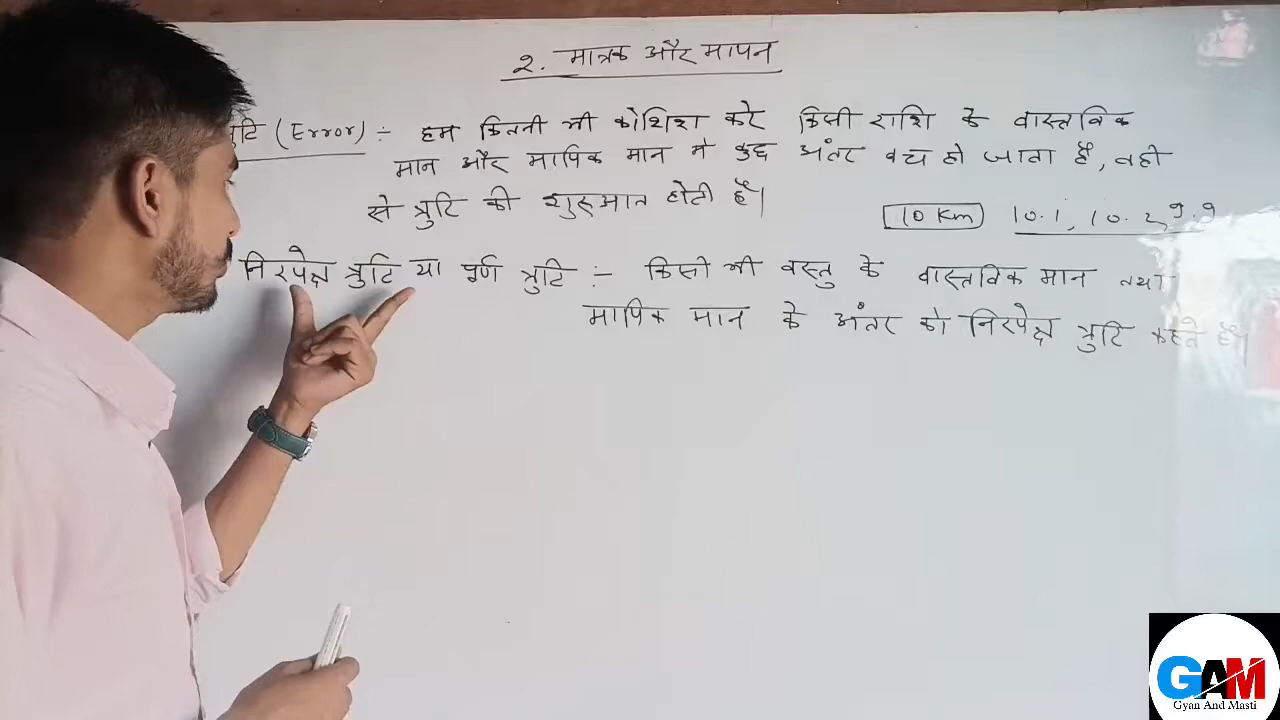 २. मात्रक और मापन
त्रुटि (Error) :- हम कितनी भी कोशिश करे किसी राशि के वास्तविक
मान और मापिक मान मे कुछ अंतर बच ही जाता है, वही
से त्रुटि की शुरुआत होती है।
10 Km 10.1, 10.2, 9.9
निरपेक्ष त्रुटि या पूर्ण त्रुटि :- किसी भी वस्तु के वास्तविक मान तथा
मापिक मान के अंतर को निरपेक्ष त्रुटि कहते है।
GAM
Gyan And Masti